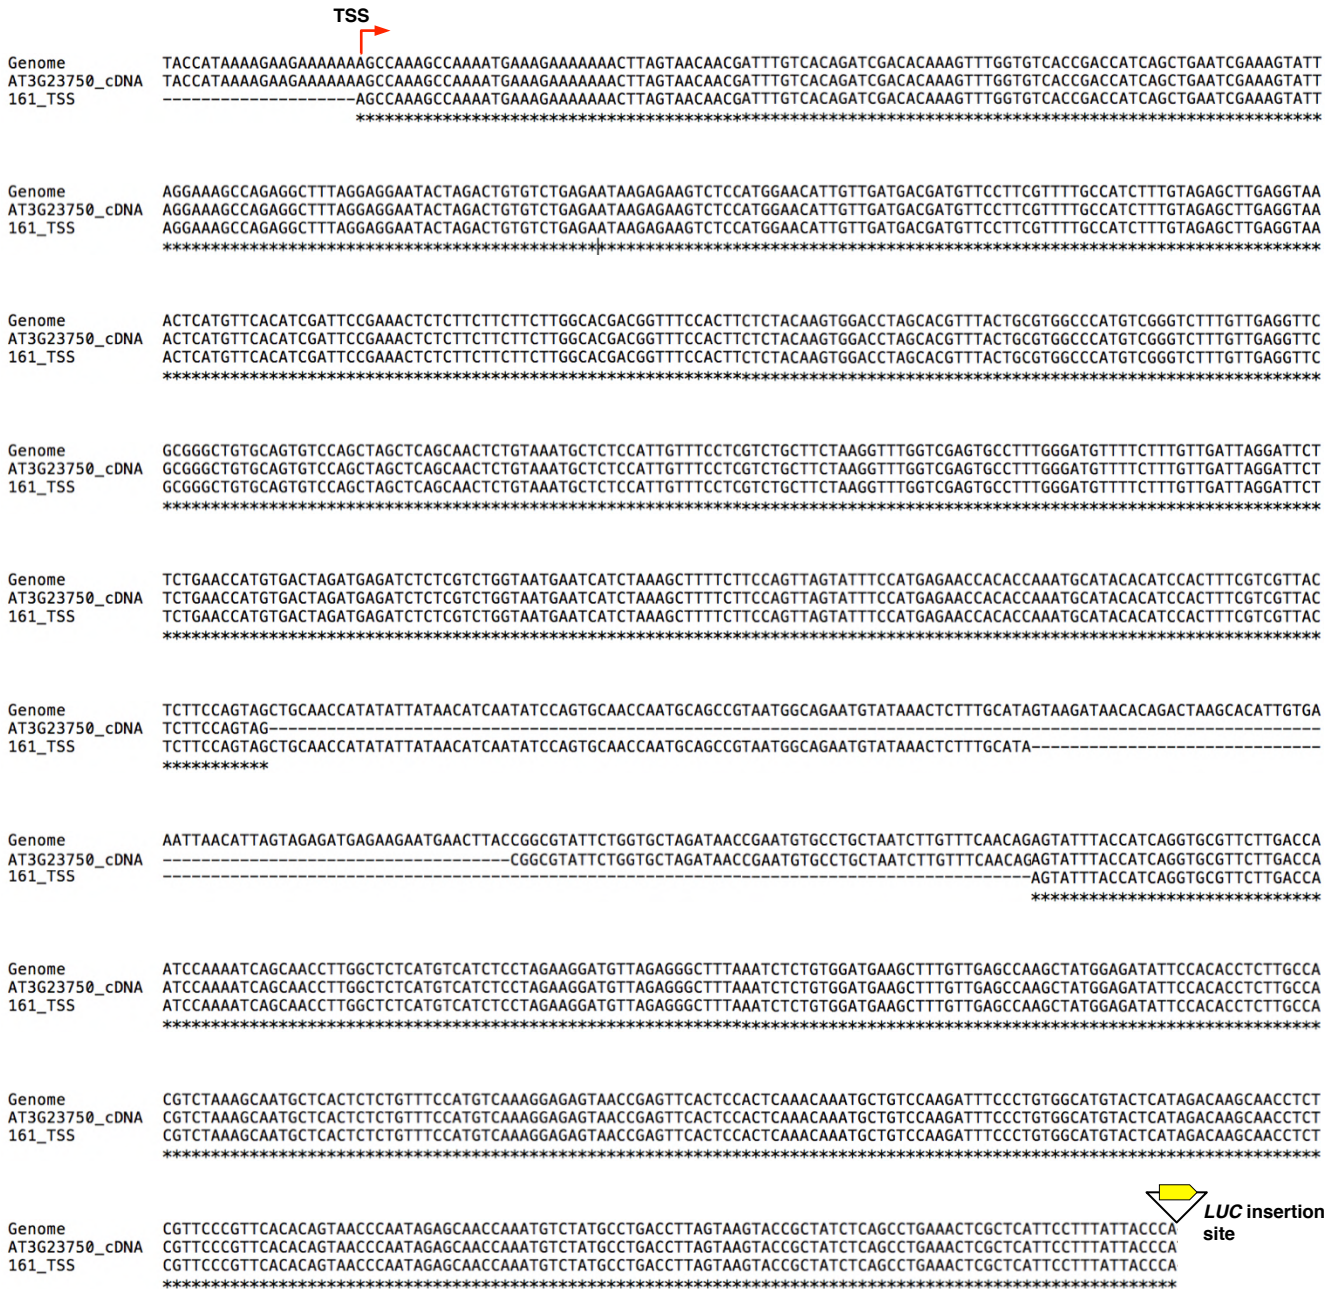 TSS
Genome TACCATAAAAGAAGAAAAAAAGCCAAAGCCAAAATGAAAGAAAAAAAACTTAGTAACAACGATTTGTCACAGATCGACACAAAGTTTGGTGTCACCGACCATCAGCTGAATCGAAAGTATT
AT3G23750_cDNA TACCATAAAAGAAGAAAAAAAGCCAAAGCCAAAATGAAAGAAAAAAAACTTAGTAACAACGATTTGTCACAGATCGACACAAAGTTTGGTGTCACCGACCATCAGCTGAATCGAAAGTATT
161_TSS --------------------AGCCAAAGCCAAAATGAAAGAAAAAAAACTTAGTAACAACGATTTGTCACAGATCGACACAAAGTTTGGTGTCACCGACCATCAGCTGAATCGAAAGTATT
****************************************************************************************************
Genome AGGAAAGCCAGAGGCTTTAGGAGGAATACTAGACTGTGTCTGAGAATAAGAGAAGTCTCCATGGAACATTGTTGATGACGATGTTCCTTCGTTTTGCCATCTTTGTAGAGCTTGAGGTAA
AT3G23750_cDNA AGGAAAGCCAGAGGCTTTAGGAGGAATACTAGACTGTGTCTGAGAATAAGAGAAGTCTCCATGGAACATTGTTGATGACGATGTTCCTTCGTTTTGCCATCTTTGTAGAGCTTGAGGTAA
161_TSS AGGAAAGCCAGAGGCTTTAGGAGGAATACTAGACTGTGTCTGAGAATAAGAGAAGTCTCCATGGAACATTGTTGATGACGATGTTCCTTCGTTTTGCCATCTTTGTAGAGCTTGAGGTAA
************************************************************************************************************************
Genome ACTCATGTTCACATCGATTCCGAAACTCTCTTCTTCTTCTTGGCACGACGGTTTCCACTTCTCTACAAGTGGACCTAGCACGTTTACTGCGTGGCCCATGTCGGGTCTTTGTTGAGGTTC
AT3G23750_cDNA ACTCATGTTCACATCGATTCCGAAACTCTCTTCTTCTTCTTGGCACGACGGTTTCCACTTCTCTACAAGTGGACCTAGCACGTTTACTGCGTGGCCCATGTCGGGTCTTTGTTGAGGTTC
161_TSS ACTCATGTTCACATCGATTCCGAAACTCTCTTCTTCTTCTTGGCACGACGGTTTCCACTTCTCTACAAGTGGACCTAGCACGTTTACTGCGTGGCCCATGTCGGGTCTTTGTTGAGGTTC
************************************************************************************************************************
Genome GCGGGCTGTGCAGTGTCCAGCTAGCTCAGCAACTCTGTAAATGCTCTCCATTGTTTCCTCGTCTGCTTCTAAGGTTTGGTCGAGTGCCTTTGGGATGTTTTCTTTGTTGATTAGGATTCT
AT3G23750_cDNA GCGGGCTGTGCAGTGTCCAGCTAGCTCAGCAACTCTGTAAATGCTCTCCATTGTTTCCTCGTCTGCTTCTAAGGTTTGGTCGAGTGCCTTTGGGATGTTTTCTTTGTTGATTAGGATTCT
161_TSS GCGGGCTGTGCAGTGTCCAGCTAGCTCAGCAACTCTGTAAATGCTCTCCATTGTTTCCTCGTCTGCTTCTAAGGTTTGGTCGAGTGCCTTTGGGATGTTTTCTTTGTTGATTAGGATTCT
************************************************************************************************************************
Genome TCTGAACCATGTGACTAGATGAGATCTCTCGTCTGGTAATGAATCATCTAAAGCTTTTCTTCCAGTTAGTATTTCCATGAGAACCACACCAAATGCATACACATCCACTTTCGTCGTTAC
AT3G23750_cDNA TCTGAACCATGTGACTAGATGAGATCTCTCGTCTGGTAATGAATCATCTAAAGCTTTTCTTCCAGTTAGTATTTCCATGAGAACCACACCAAATGCATACACATCCACTTTCGTCGTTAC
161_TSS TCTGAACCATGTGACTAGATGAGATCTCTCGTCTGGTAATGAATCATCTAAAGCTTTTCTTCCAGTTAGTATTTCCATGAGAACCACACCAAATGCATACACATCCACTTTCGTCGTTAC
************************************************************************************************************************
Genome TCTTCCAGTAGCTGCAACCATATATTATAACATCAATATCCAGTGCAACCAATGCAGCCGTAATGGCAGAATGTATAAACTCTTTGCATAGTAAGATAACACAGACTAAGCACATTGTGA
AT3G23750_cDNA TCTTCCAGTAG-------------------------------------------------------------------------------------------------------------
161_TSS TCTTCCAGTAGCTGCAACCATATATTATAACATCAATATCCAGTGCAACCAATGCAGCCGTAATGGCAGAATGTATAAACTCTTTGCATA------------------------------
***********
Genome AATTAACATTAGTAGAGATGAGAAGAATGAACTTACCGGCGTATTCTGGTGCTAGATAACCGAATGTGCCTGCTAATCTTGTTTCAACAGAGTATTTACCATCAGGTGCGTTCTTGACCA
AT3G23750_cDNA ------------------------------------CGGCGTATTCTGGTGCTAGATAACCGAATGTGCCTGCTAATCTTGTTTCAACAGAGTATTTACCATCAGGTGCGTTCTTGACCA
161_TSS ------------------------------------------------------------------------------------------AGTATTTACCATCAGGTGCGTTCTTGACCA
******************************
Genome ATCCAAAATCAGCAACCTTGGCTCTCATGTCATCTCCTAGAAGGATGTTAGAGGGCTTTAAATCTCTGTGGATGAAGCTTTGTTGAGCCAAGCTATGGAGATATTCCACACCTCTTGCCA
AT3G23750_cDNA ATCCAAAATCAGCAACCTTGGCTCTCATGTCATCTCCTAGAAGGATGTTAGAGGGCTTTAAATCTCTGTGGATGAAGCTTTGTTGAGCCAAGCTATGGAGATATTCCACACCTCTTGCCA
161_TSS ATCCAAAATCAGCAACCTTGGCTCTCATGTCATCTCCTAGAAGGATGTTAGAGGGCTTTAAATCTCTGTGGATGAAGCTTTGTTGAGCCAAGCTATGGAGATATTCCACACCTCTTGCCA
************************************************************************************************************************
Genome CGTCTAAAGCAATGCTCACTCTCTGTTTCCATGTCAAAGGAGAGTAACCGAGTTCACTCCACTCAAACAAATGCTGTCCAAGATTTCCCTGTGGCATGTACTCATAGACAAGCAACCTCT
AT3G23750_cDNA CGTCTAAAGCAATGCTCACTCTCTGTTTCCATGTCAAAGGAGAGTAACCGAGTTCACTCCACTCAAACAAATGCTGTCCAAGATTTCCCTGTGGCATGTACTCATAGACAAGCAACCTCT
161_TSS CGTCTAAAGCAATGCTCACTCTCTGTTTCCATGTCAAAGGAGAGTAACCGAGTTCACTCCACTCAAACAAATGCTGTCCAAGATTTCCCTGTGGCATGTACTCATAGACAAGCAACCTCT
************************************************************************************************************************
LUC insertion
site
Genome CGTTCCCGTTCACACAGTAACCCAATAGAGCAACCAAATGTCTATGCCTGACCTTAGTAAGTACCGCTATCTCAGCCTGAAACTCGCTCATTCCTTTATTACCCA
AT3G23750_cDNA CGTTCCCGTTCACACAGTAACCCAATAGAGCAACCAAATGTCTATGCCTGACCTTAGTAAGTACCGCTATCTCAGCCTGAAACTCGCTCATTCCTTTATTACCCA
161_TSS CGTTCCCGTTCACACAGTAACCCAATAGAGCAACCAAATGTCTATGCCTGACCTTAGTAAGTACCGCTATCTCAGCCTGAAACTCGCTCATTCCTTTATTACCCA
*********************************************************************************************************